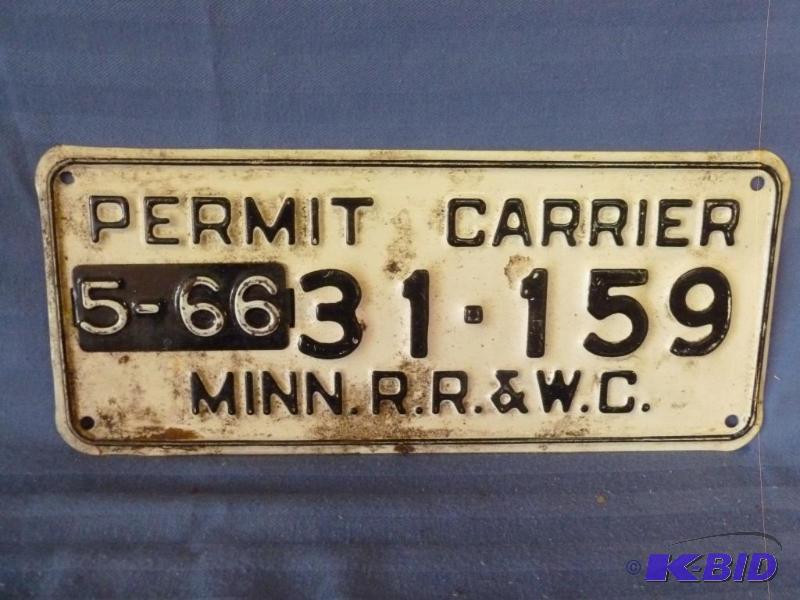 PERMIT CARRIER
5-66 31·159
MINN. R.R.&W.C.
© K-BID